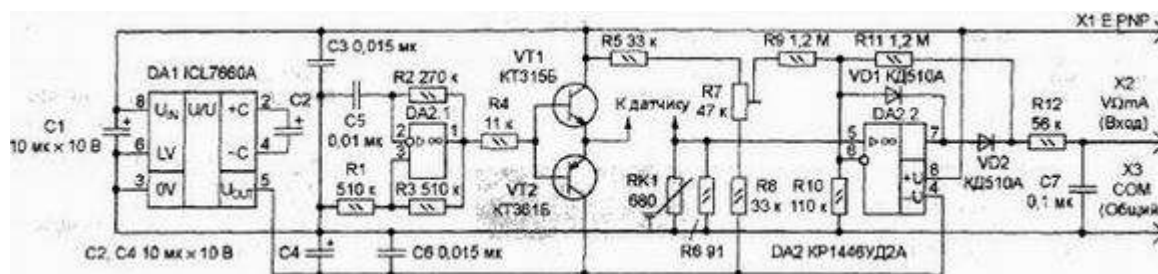 X1 E PNP
C3 0,015 мк
R5 33 к
R9 1,2 М
R11 1,2 М
DA1 ICL7660A
VT1
КТ315Б
VD1 КД510А
R2 270 к
R7
47 к
X2
VΩmA
(Вход)
8
UIN
U/U
+C
2
C2
К датчику
DA2.2
R4
11 к
R12
56 к
C1
10 мк × 10 В
C5
0,01 мк
DA2.1
2
1
3
∞
5
6
∞
7
6
LV
–C
4
R1
510 к
R3 510 к
VT2
КТ361Б
RK1
680
R8
33 к
R10
110 к
+U
–U
8
4
VD2
КД510А
C7
0,1 мк
X3
COM
(Общий)
3
0V
UOUT
5
C2, C4 10 мк × 10 В
C4
C6 0,015 мк
R6 91
DA2 КР1446УД2А